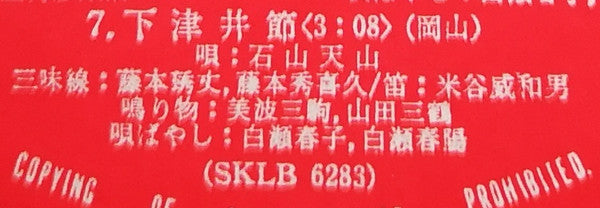 7. 下津井節〈3：08〉（岡山）
唄：石山天山
三味線：藤本琇丈，藤本秀喜久／笛：米谷威和男
鳴り物：美波三駒，山田三鶴
唄ばやし：白瀬春子，白瀬春陽
(SKLB 6283)
COPYING OF
PROHIBITED.